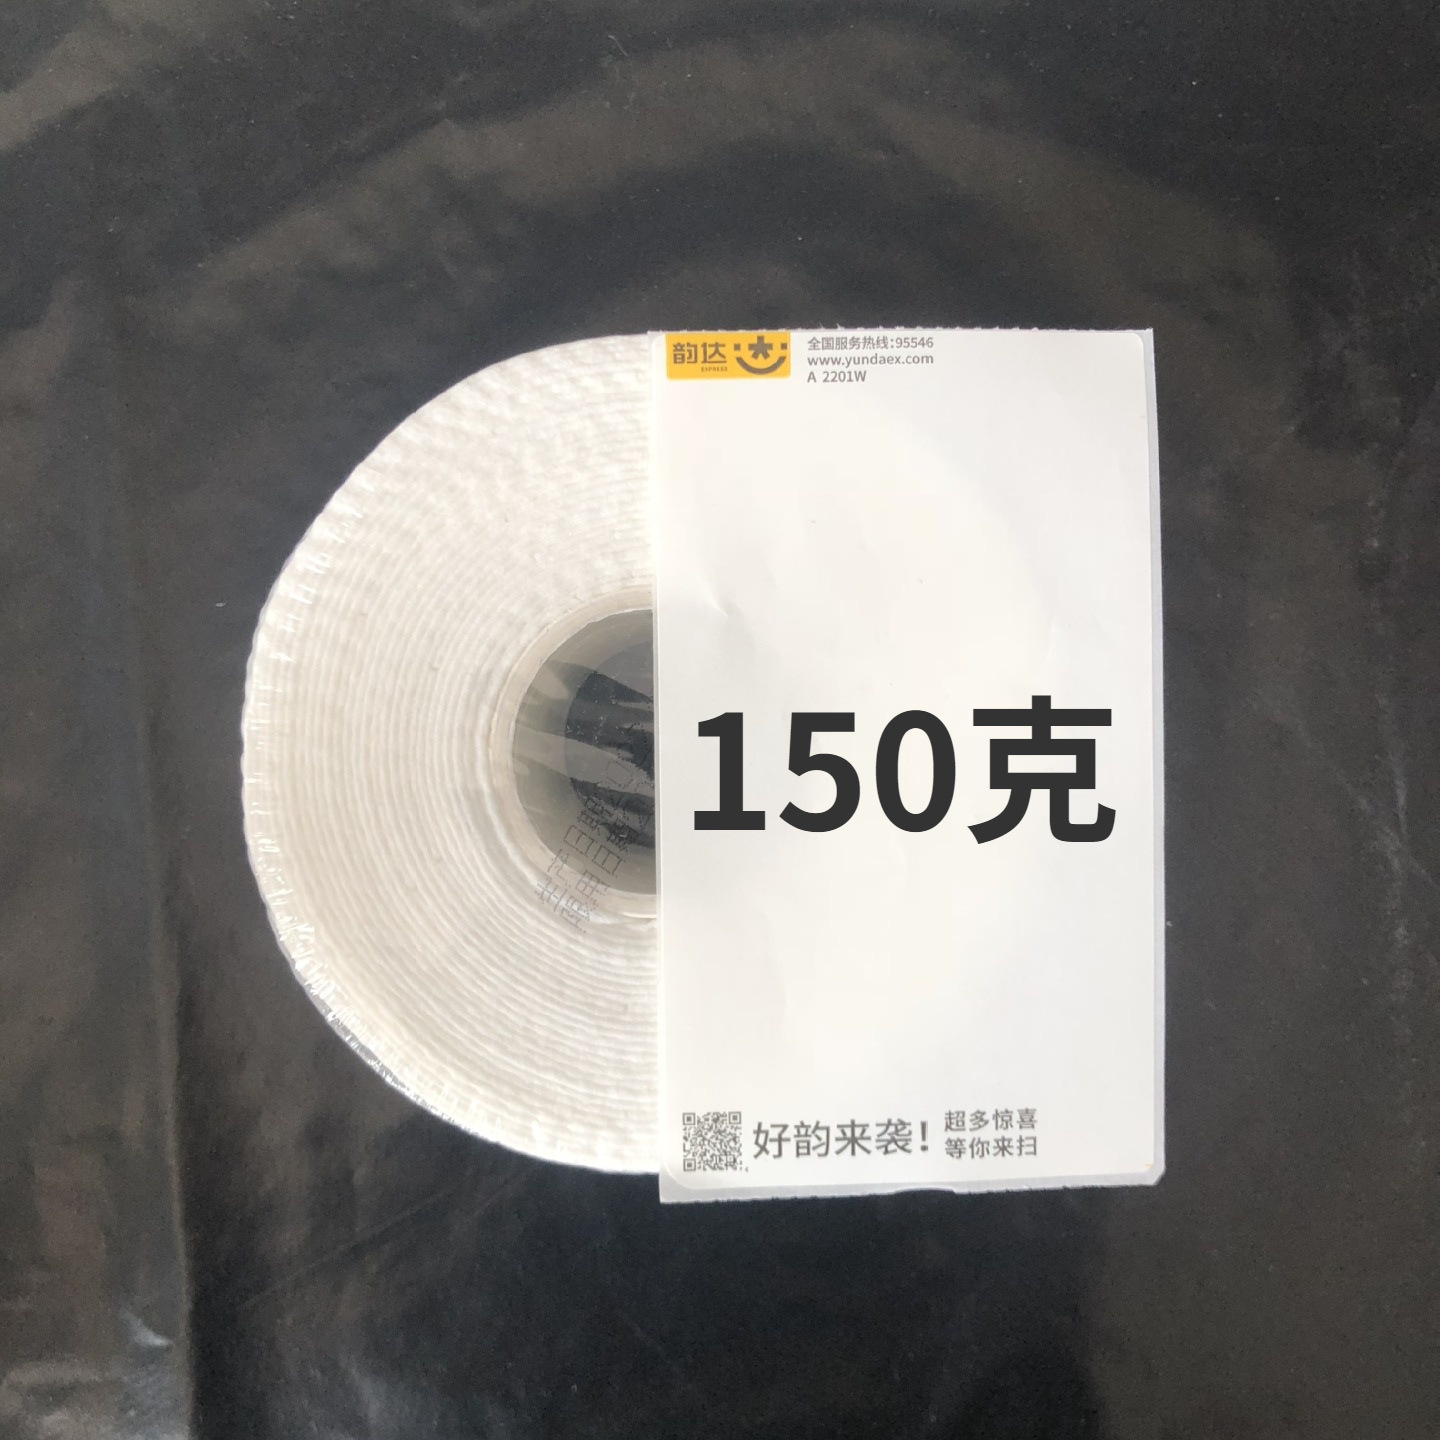 韵达
EXPRESS
全国服务热线:95546
www.yundaex.com
A 2201W
150克
好韵来袭!
超多惊喜
等你来扫